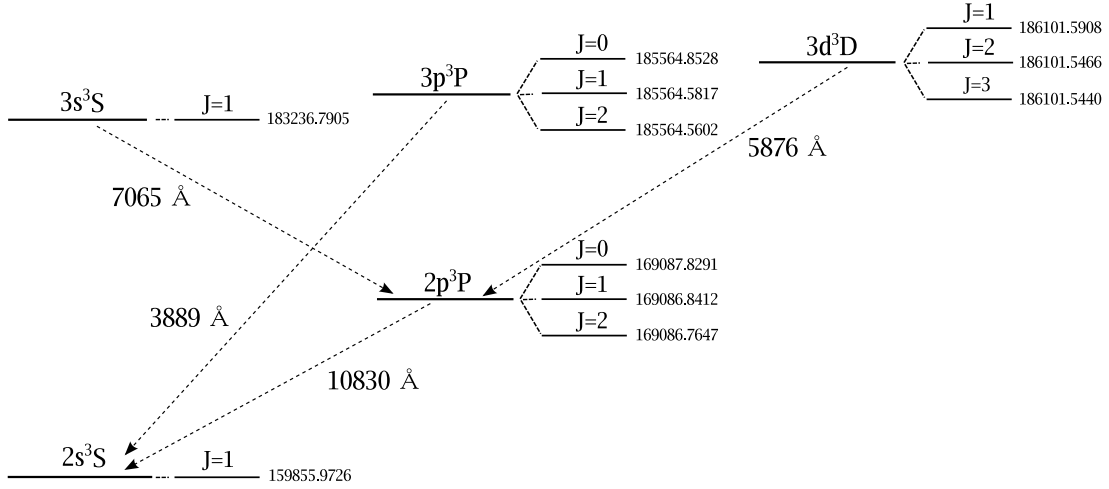 3s³S
J=1
183236.7905
3p³P
J=0
185564.8528
J=1
185564.5817
J=2
185564.5602
3d³D
J=1
186101.5908
J=2
186101.5466
J=3
186101.5440
7065 Å
5876 Å
3889 Å
10830 Å
2p³P
J=0
169087.8291
J=1
169086.8412
J=2
169086.7647
2s³S
J=1
159855.9726